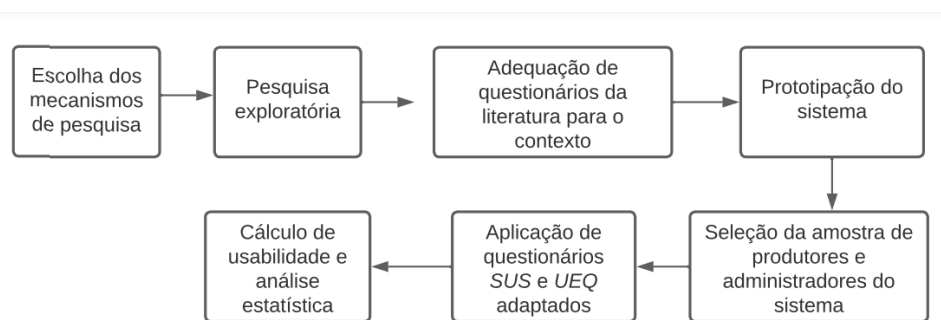 Escolha dos
mecanismos
de pesquisa
Pesquisa
exploratória
Adequação de
questionários da
literatura para o
contexto
Prototipação do
sistema
Seleção da amostra de
produtores e
administradores do
sistema
Aplicação de
questionários
SUS e UEQ
adaptados
Cálculo de
usabilidade e
análise
estatística